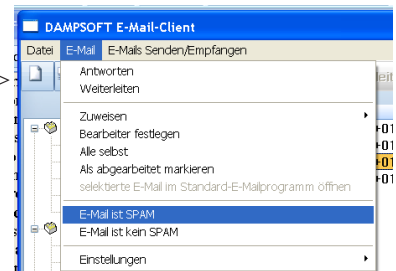 DAMPSOFT E-Mail-Client
Datei E-Mail E-Mails Senden/Empfangen
Antworten
Weiterleiten
Zuweisen
Bearbeiter festlegen
Alle selbst
Als abgearbeitet markieren
selektierte E-Mail im Standard-E-Mailprogramm öffnen
E-Mail ist SPAM
E-Mail ist kein SPAM
Einstellungen